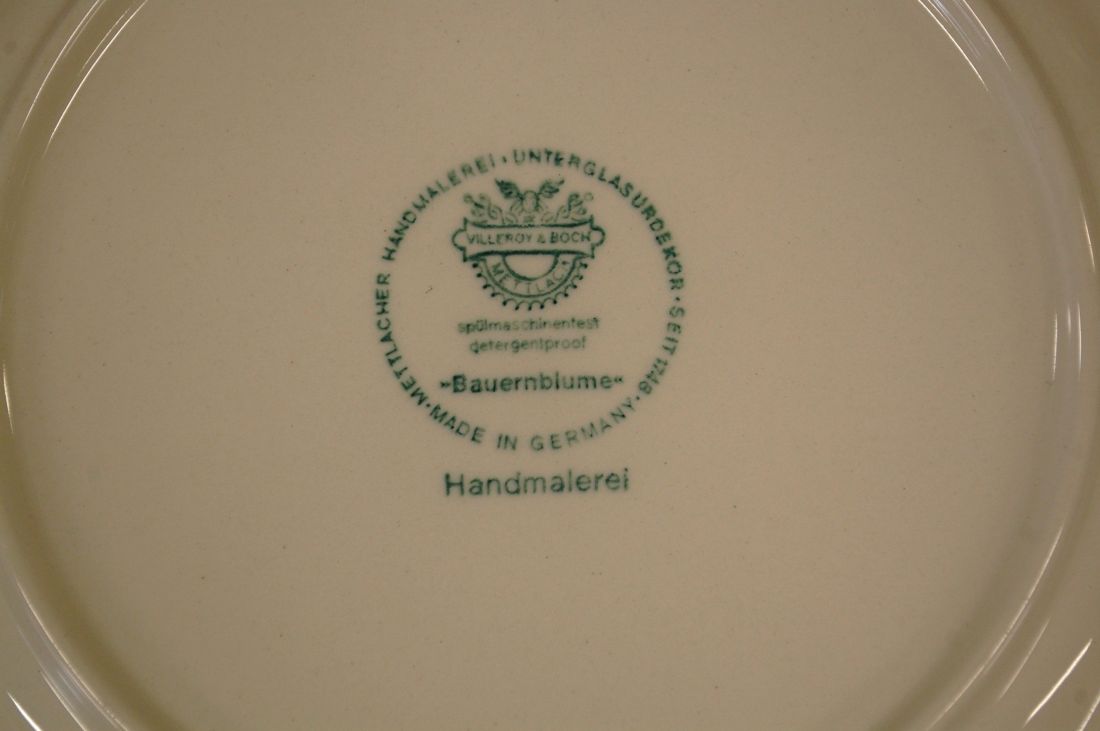 METTLACHER HANDMALEREI · UNTERGLASURDEKOR · SEIT 1748 ·
VILLEROY & BOCH
METTLACH
spülmaschinenfest
detergentproof
»Bauernblume«
· MADE IN GERMANY ·
Handmalerei